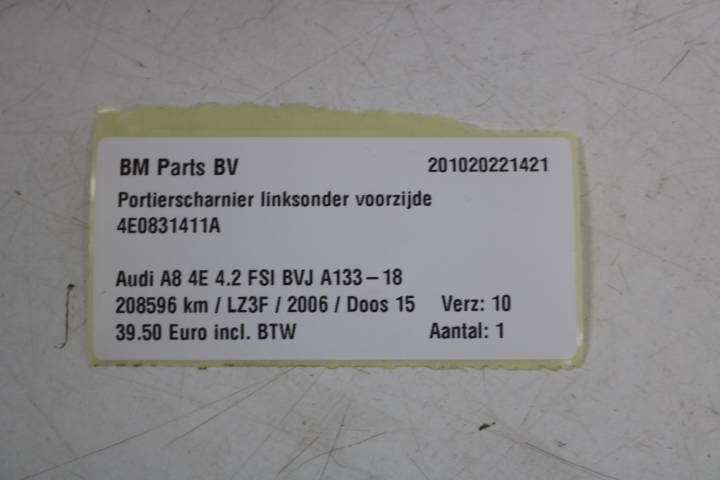 BM Parts BV 201020221421
Portierscharnier linksonder voorzijde
4E0831411A
Audi A8 4E 4.2 FSI BVJ A133-18
208596 km / LZ3F / 2006 / Doos 15 Verz: 10
39.50 Euro incl. BTW Aantal: 1